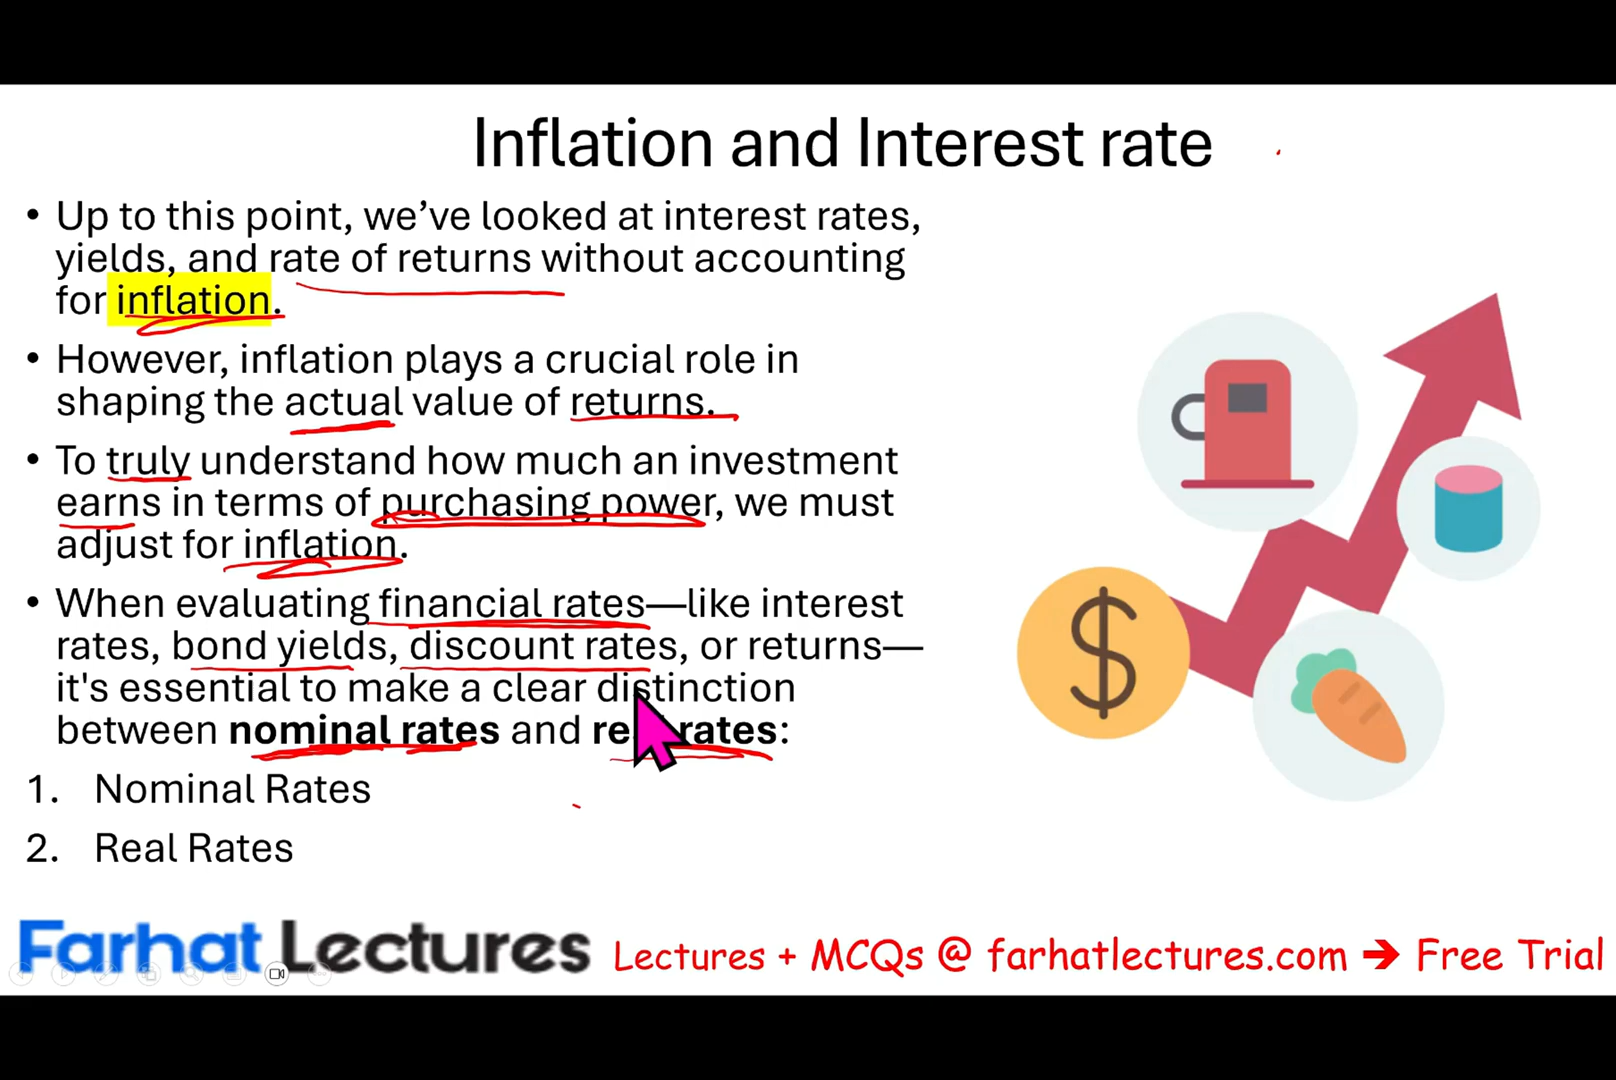 Inflation and Interest rate
• Up to this point, we’ve looked at interest rates,
yields, and rate of returns without accounting
for inflation.
• However, inflation plays a crucial role in
shaping the actual value of returns.
• To truly understand how much an investment
earns in terms of purchasing power, we must
adjust for inflation.
• When evaluating financial rates—like interest
rates, bond yields, discount rates, or returns—
it's essential to make a clear distinction
between nominal rates and rates:
1. Nominal Rates
2. Real Rates
$
Farhat Lectures
Lectures + MCQs @ farhatlectures.com ➔ Free Trial